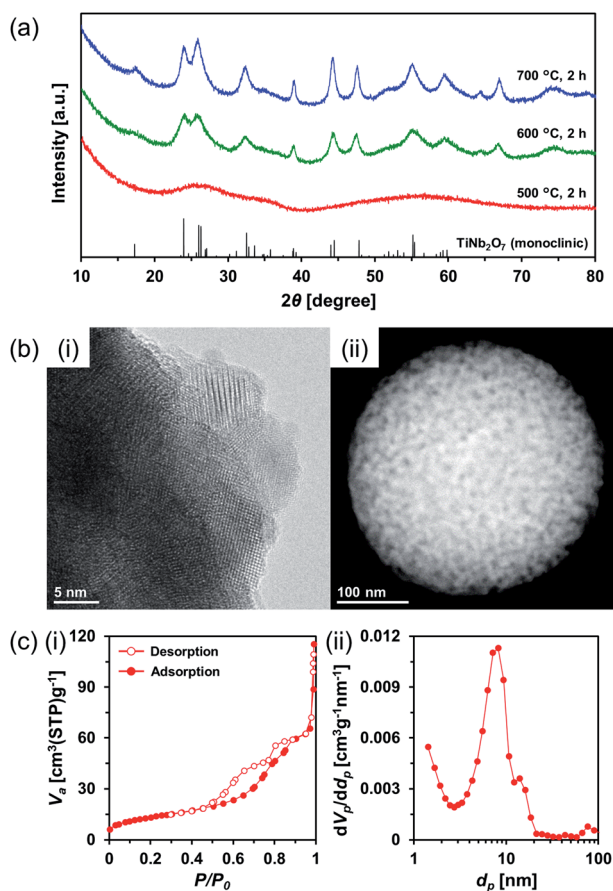 (a)
Intensity [a.u.]
700 °C, 2 h
600 °C, 2 h
500 °C, 2 h
TiNb₂O₇ (monoclinic)
10 20 30 40 50 60 70 80
2θ [degree]
(b) (i) (ii)
5 nm
100 nm
(c) (i) (ii)
Vₐ [cm³(STP)g⁻¹]
120
90
60
30
0
Desorption
Adsorption
0 0.2 0.4 0.6 0.8 1
P/P₀
dVₚ/ddₚ [cm³g⁻¹nm⁻¹]
0.012
0.009
0.006
0.003
0
1 10 100
dₚ [nm]